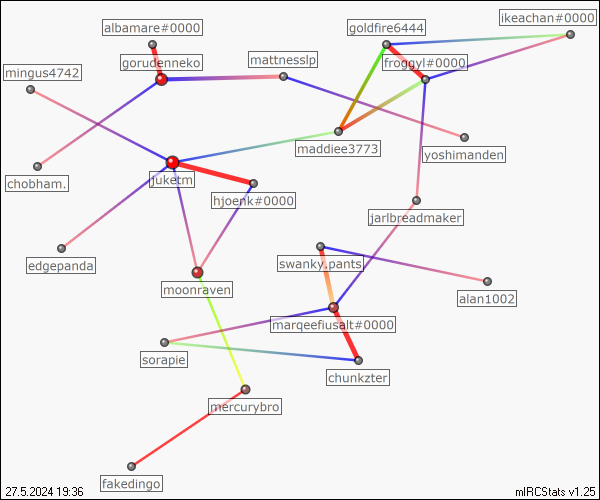 ikeachan#0000
albamare#0000
goldfire6444
gorudenneko
mattnesslp
froggyl#0000
mingus4742
maddiee3773
yoshimanden
chobham.
juketm
hjoenk#0000
jarlbreadmaker
edgepanda
swanky.pants
moonraven
alan1002
marqeefiusalt#0000
sorapie
chunkzter
mercurybro
fakedingo
27.5.2024 19:36
mIRCStats v1.25